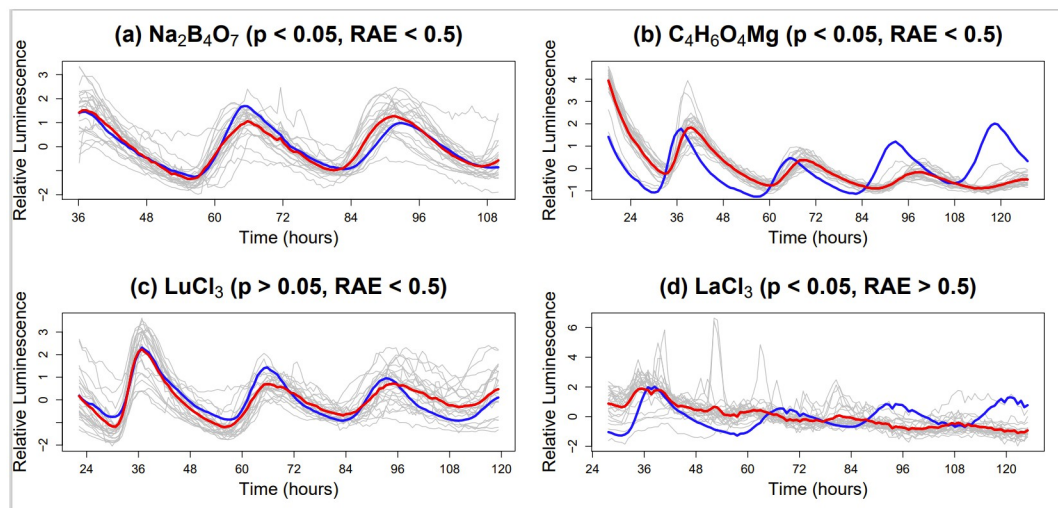 (a) Na₂B₄O₇ (p < 0.05, RAE < 0.5)
Relative Luminescence
3
2
1
0
−2
36 48 60 72 84 96 110
Time (hours)
(b) C₄H₆O₄Mg (p < 0.05, RAE < 0.5)
Relative Luminescence
4
3
2
1
0
−1
24 36 48 60 72 84 96 108 120
Time (hours)
(c) LuCl₃ (p > 0.05, RAE < 0.5)
Relative Luminescence
3
2
1
0
−2
24 36 48 60 72 84 96 108 120
Time (hours)
(d) LaCl₃ (p < 0.05, RAE > 0.5)
Relative Luminescence
6
4
2
0
−2
24 36 48 60 72 84 96 108 120
Time (hours)